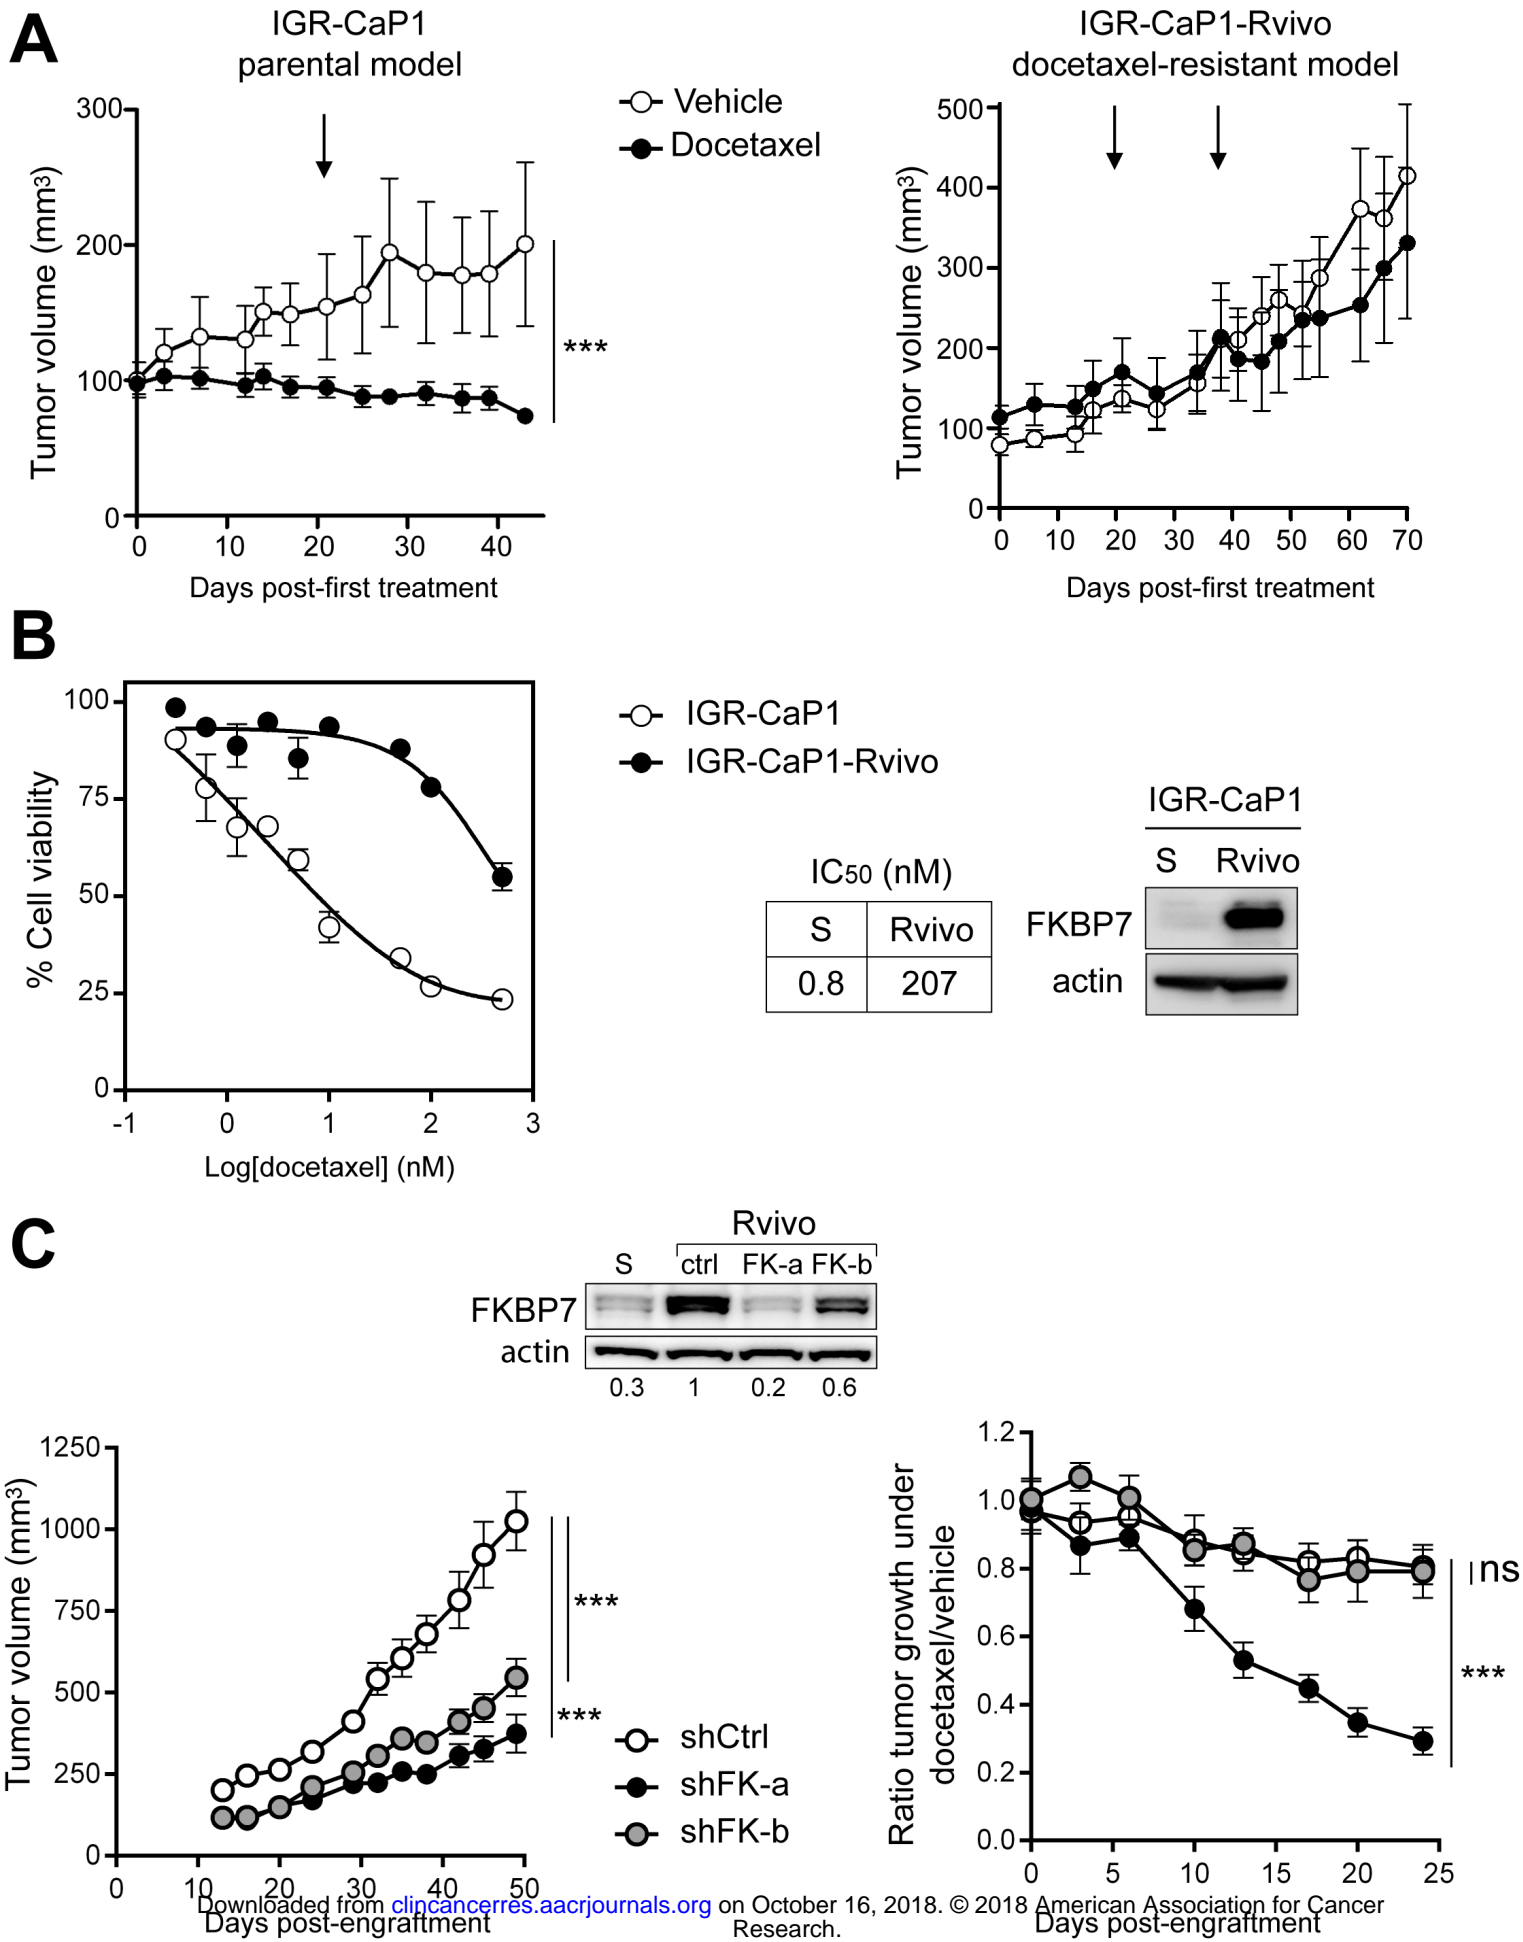 A
IGR-CaP1
parental model
300
200
100
0
Tumor volume (mm3)
0 10 20 30 40
Days post-first treatment
***
Vehicle
Docetaxel
IGR-CaP1-Rvivo
docetaxel-resistant model
500
400
300
200
100
0
Tumor volume (mm3)
0 10 20 30 40 50 60 70
Days post-first treatment
B
100
75
50
25
0
% Cell viability
-1 0 1 2 3
Log[docetaxel] (nM)
IGR-CaP1
IGR-CaP1-Rvivo
IC50 (nM)
S Rvivo
0.8 207
IGR-CaP1
S Rvivo
FKBP7
actin
C
Rvivo
S ctrl FK-a FK-b
FKBP7
actin
0.3 1 0.2 0.6
1250
1000
750
500
250
0
Tumor volume (mm3)
0 10 20 30 40 50
Days post-engraftment
***
***
shCtrl
shFK-a
shFK-b
1.2
1.0
0.8
0.6
0.4
0.2
0.0
Ratio tumor growth under
docetaxel/vehicle
0 5 10 15 20 25
Days post-engraftment
ns
***
Downloaded from clincancerres.aacrjournals.org on October 16, 2018. © 2018 American Association for Cancer
Research.